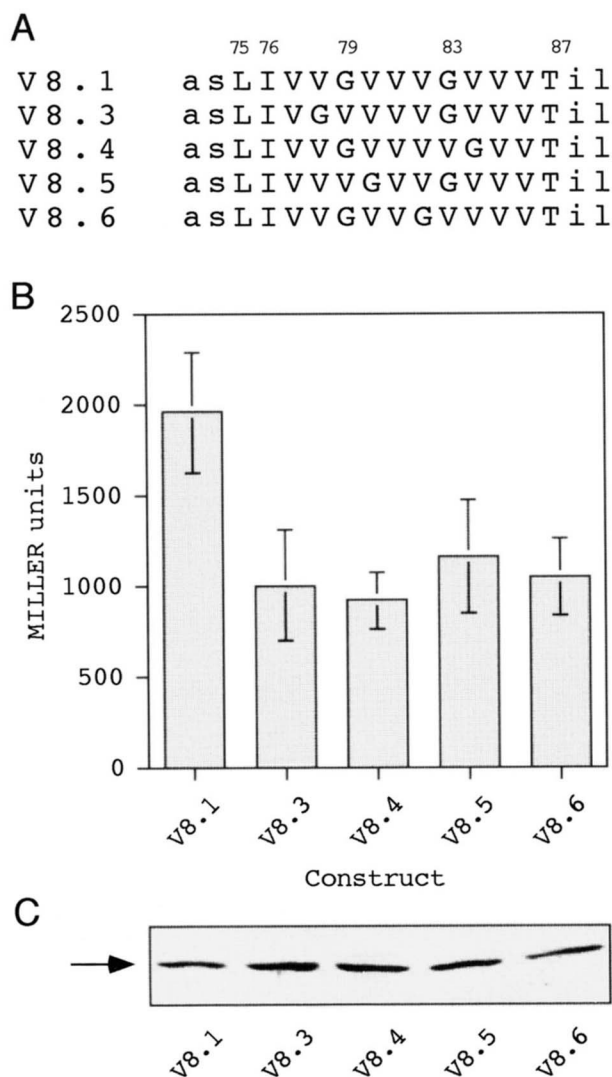 A
75 76 79 83 87
V8.1 asLIVVGVVVGVVVTil
V8.3 asLIVGVVVVGVVVTil
V8.4 asLIVVGVVVVGVVTil
V8.5 asLIVVVGVVGVVVTil
V8.6 asLIVVGVVGVVVVTil
B
MILLER units
2500
2000
1500
1000
500
0
V8.1 V8.3 V8.4 V8.5 V8.6
Construct
C
V8.1 V8.3 V8.4 V8.5 V8.6